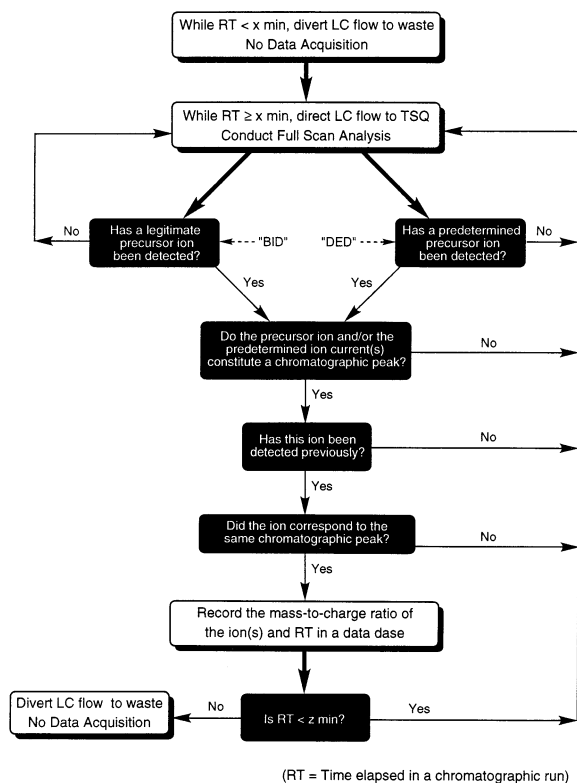 While RT < x min, divert LC flow to waste
No Data Acquisition
While RT ≥ x min, direct LC flow to TSQ
Conduct Full Scan Analysis
No
Has a legitimate
precursor ion
been detected?
"BID"
"DED"
Has a predetermined
precursor ion
been detected?
No
Yes
Yes
Do the precursor ion and/or the
predetermined ion current(s)
constitute a chromatographic peak?
No
Yes
Has this ion been
detected previously?
No
Yes
Did the ion correspond to the
same chromatographic peak?
No
Yes
Record the mass-to-charge ratio of
the ion(s) and RT in a data dase
Divert LC flow to waste
No Data Acquisition
No
Is RT < z min?
Yes
(RT = Time elapsed in a chromatographic run)